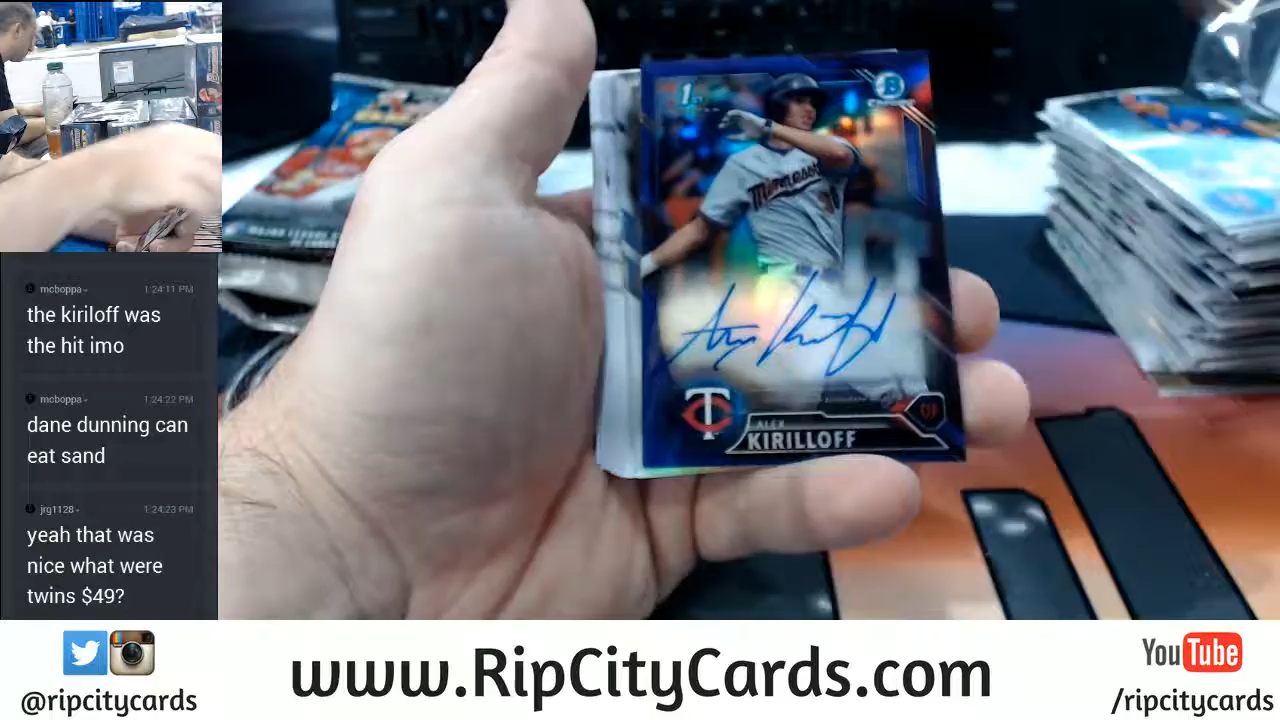 mcboppa
1:24:11 PM
the kiriloff was
the hit imo
mcboppa
1:24:22 PM
dane dunning can
eat sand
jrg1128
1:24:23 PM
yeah that was
nice what were
twins $49?
1st
B
Minnesota
TC
OF
ALEX
KIRILLOFF
@ripcitycards
www.RipCityCards.com
YouTube
/ripcitycards